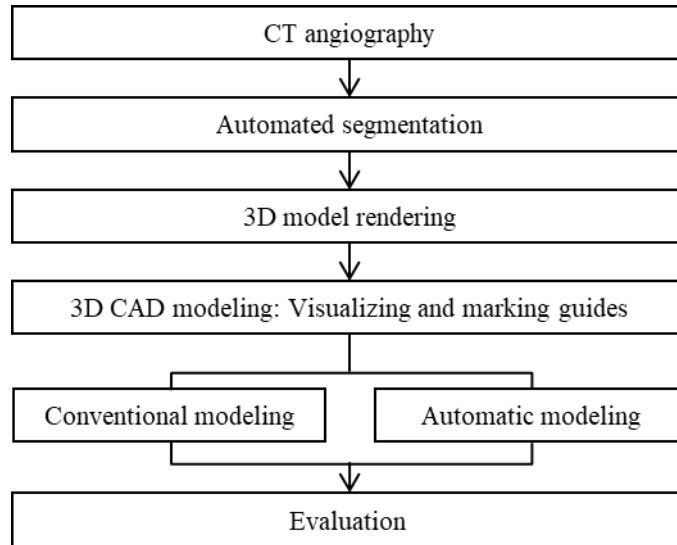 CT angiography
Automated segmentation
3D model rendering
3D CAD modeling: Visualizing and marking guides
Conventional modeling
Automatic modeling
Evaluation